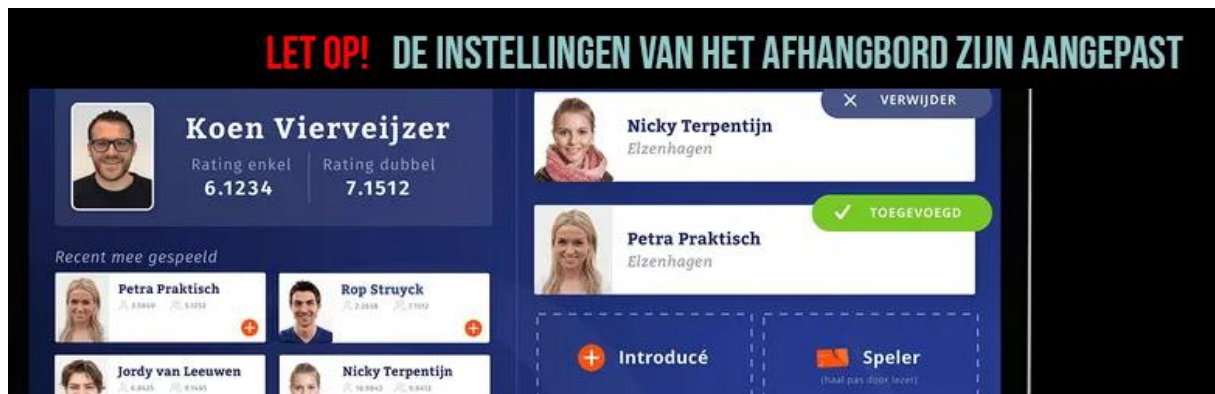 LET OP! DE INSTELLINGEN VAN HET AFHANGBORD ZIJN AANGEPAST
Koen Vierveijzer
Rating enkel Rating dubbel
6.1234 7.1512
Recent mee gespeeld
Petra Praktisch
Rop Struyck
Jordy van Leeuwen
Nicky Terpentijn
VERWIJDER
Nicky Terpentijn
Elzenhagen
TOEGEVOEGD
Petra Praktisch
Elzenhagen
Introducé
Speler
(haal pas door lezer)